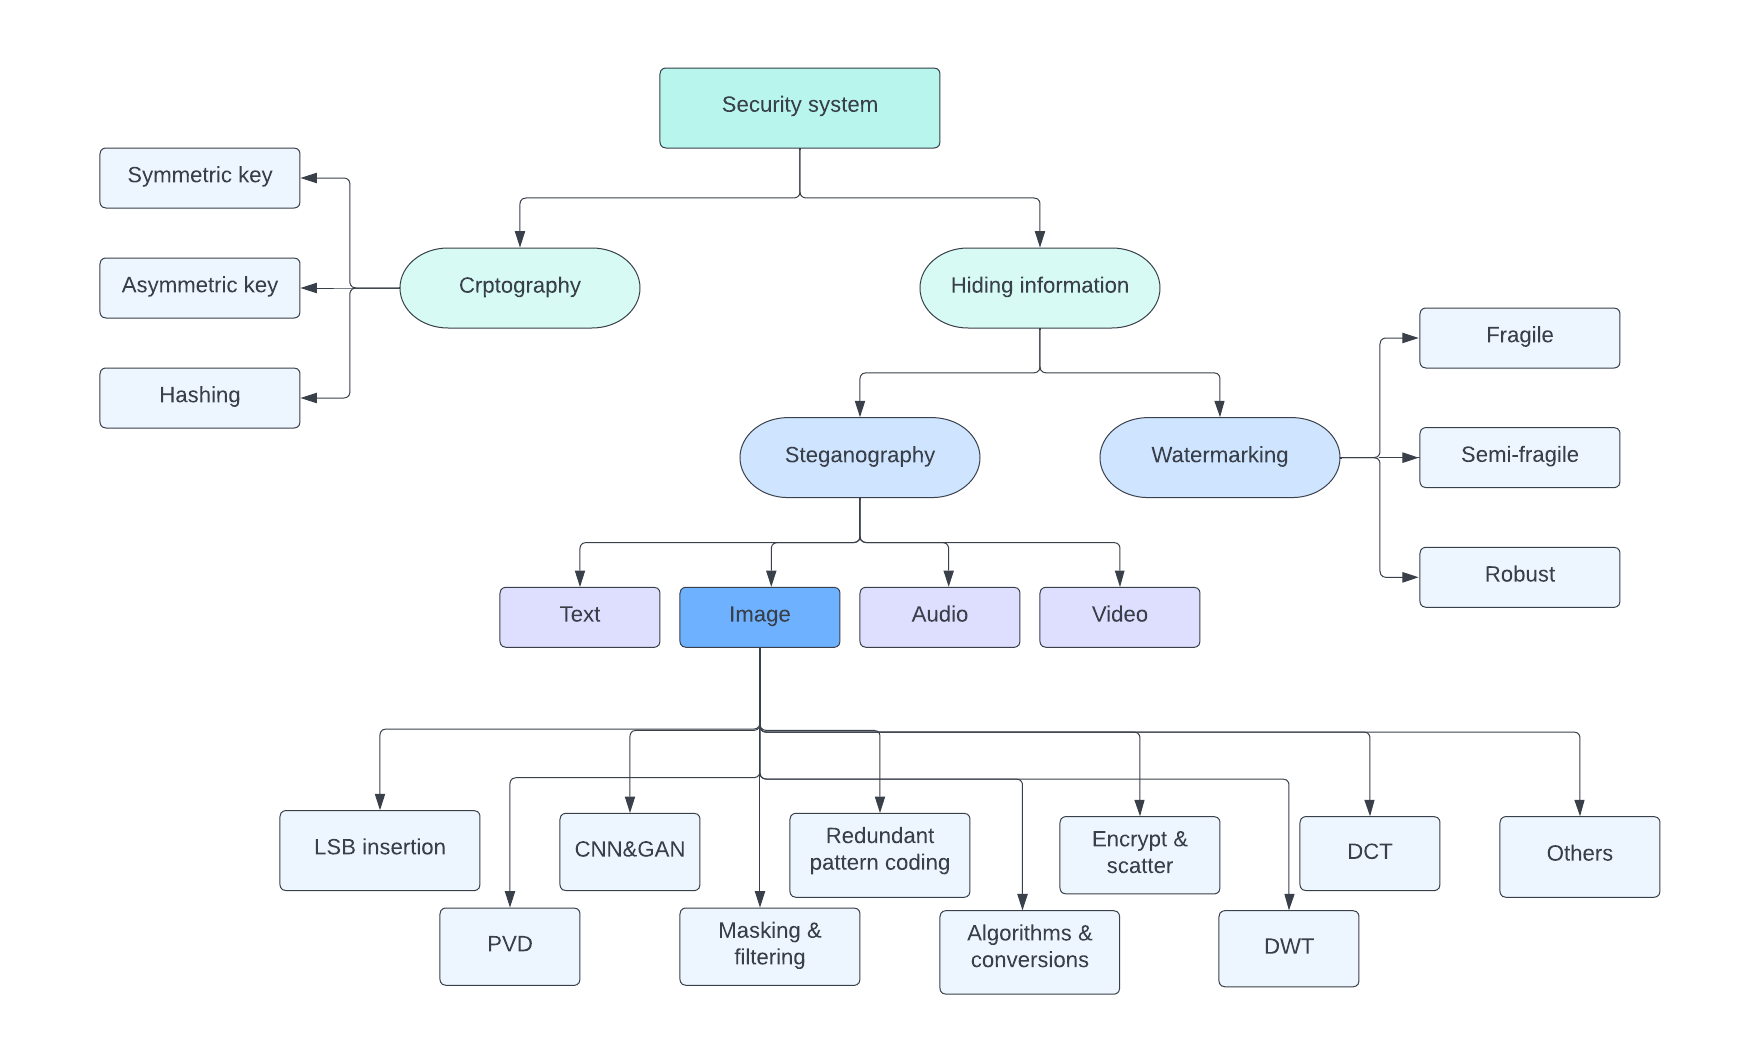 Security system
Symmetric key
Asymmetric key
Hashing
Crptography
Hiding information
Fragile
Semi-fragile
Robust
Steganography
Watermarking
Text
Image
Audio
Video
LSB insertion
CNN&GAN
Redundant
pattern coding
Encrypt &
scatter
DCT
Others
PVD
Masking &
filtering
Algorithms &
conversions
DWT